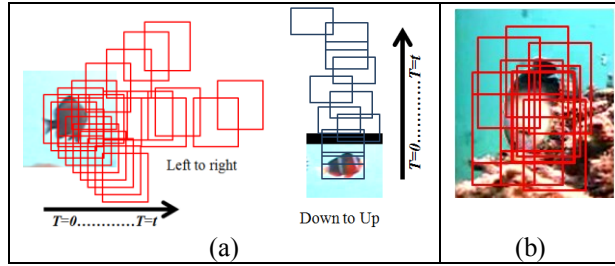 Left to right
T=0............T=t
T=0............T=t
Down to Up
(a)
(b)